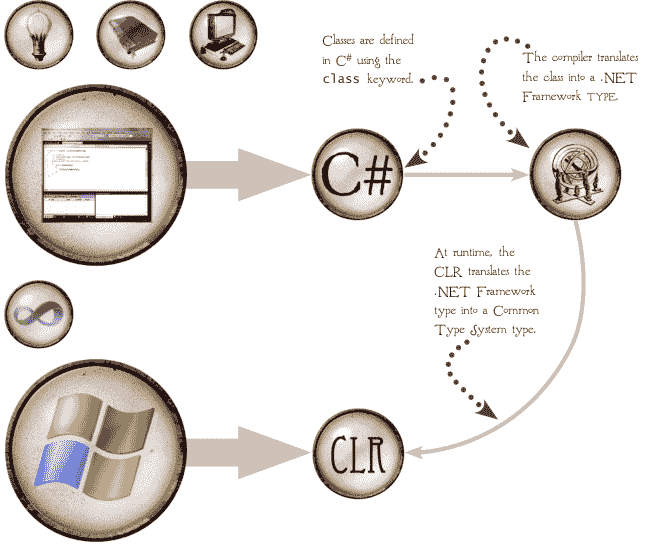 Classes are defined
in C# using the
class keyword.
The compiler translates
the class into a .NET
Framework TYPE.
C#
At runtime, the
CLR translates the
.NET Framework
type into a Common
Type System type.
CLR